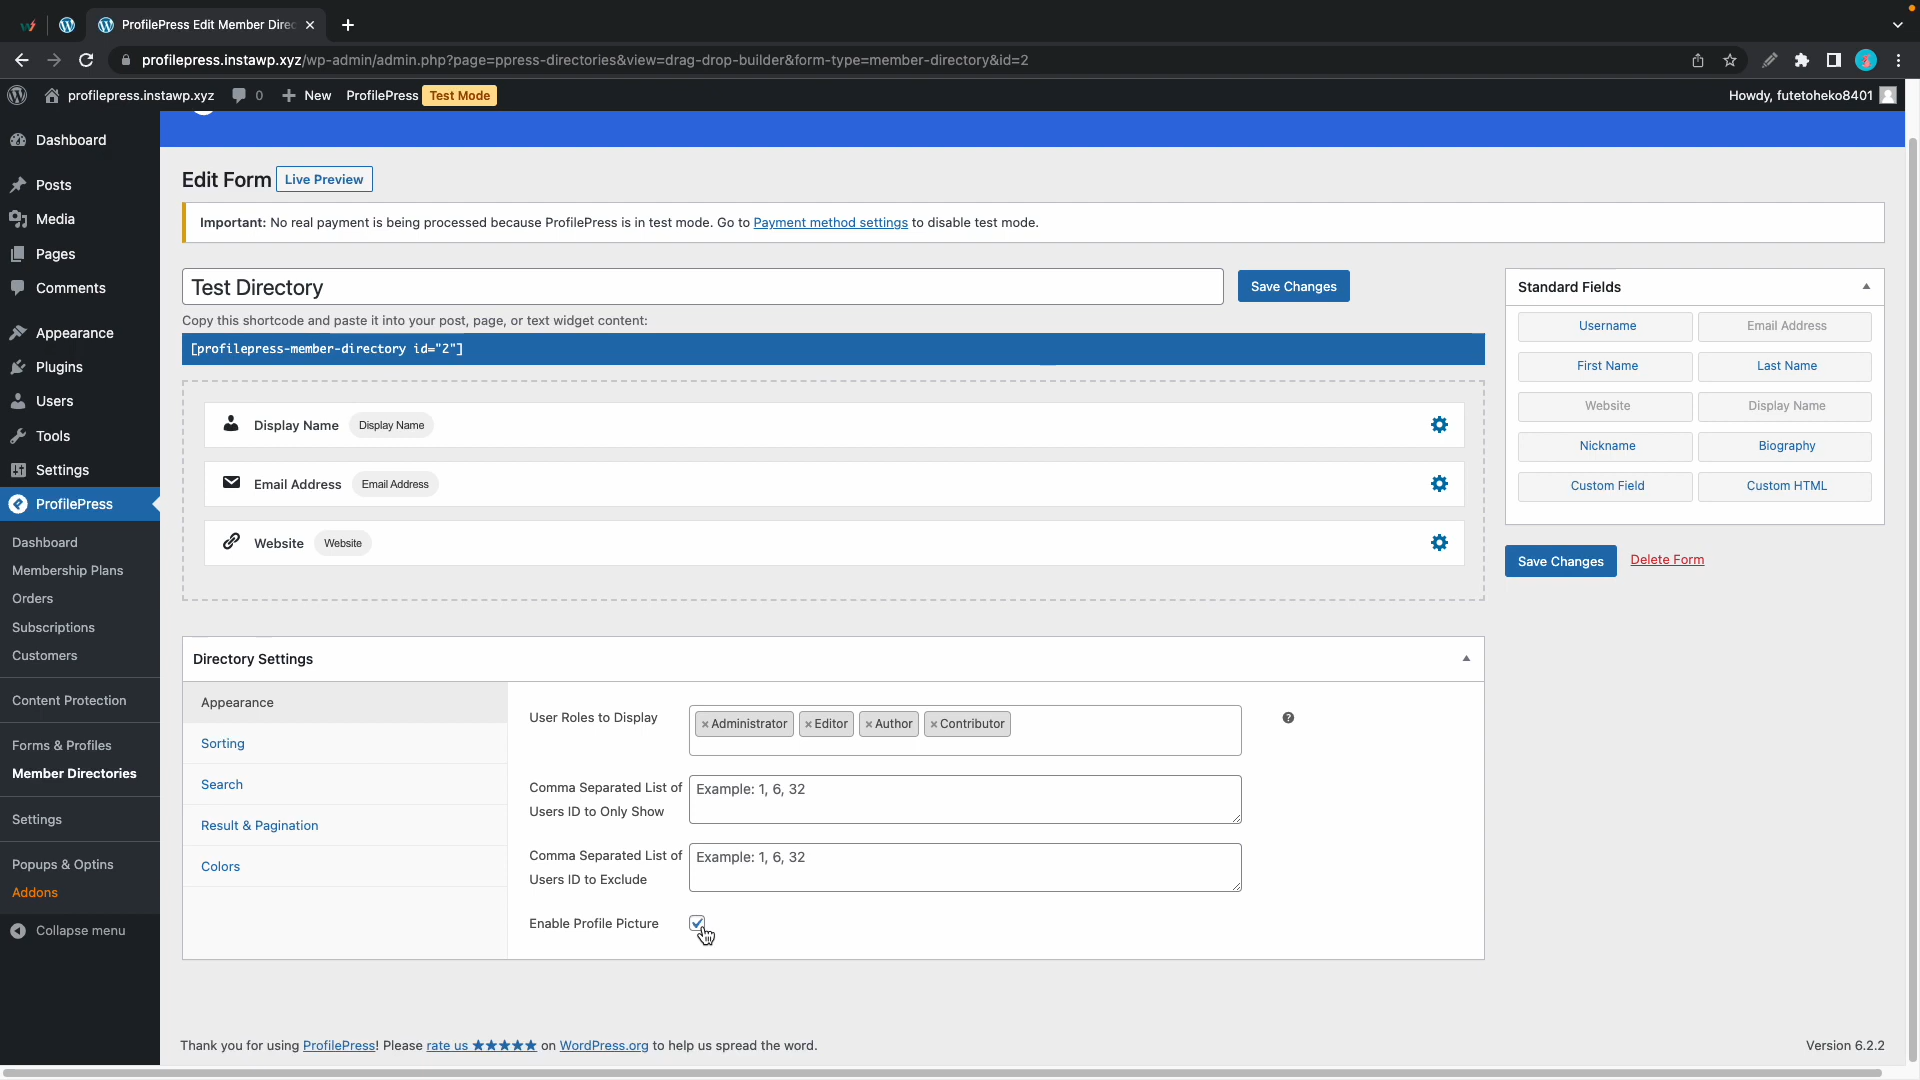 ProfilePress Edit Member Direc
profilepress.instawp.xyz/wp-admin/admin.php?page=ppress-directories&view=drag-drop-builder&form-type=member-directory&id=2
profilepress.instawp.xyz 0 New ProfilePress Test Mode Howdy, futetoheko8401
Dashboard
Posts
Media
Pages
Comments
Appearance
Plugins
Users
Tools
Settings
ProfilePress
Dashboard
Membership Plans
Orders
Subscriptions
Customers
Content Protection
Forms & Profiles
Member Directories
Settings
Popups & Optins
Addons
Collapse menu
Edit Form Live Preview
Important: No real payment is being processed because ProfilePress is in test mode. Go to Payment method settings to disable test mode.
Test Directory Save Changes
Copy this shortcode and paste it into your post, page, or text widget content:
[profilepress-member-directory id="2"]
Display Name Display Name
Email Address Email Address
Website Website
Standard Fields
Username Email Address
First Name Last Name
Website Display Name
Nickname Biography
Custom Field Custom HTML
Save Changes Delete Form
Directory Settings
Appearance
Sorting
Search
Result & Pagination
Colors
User Roles to Display × Administrator × Editor × Author × Contributor ?
Comma Separated List of
Users ID to Only Show
Example: 1, 6, 32
Comma Separated List of
Users ID to Exclude
Example: 1, 6, 32
Enable Profile Picture
Thank you for using ProfilePress! Please rate us ★★★★★ on WordPress.org to help us spread the word. Version 6.2.2